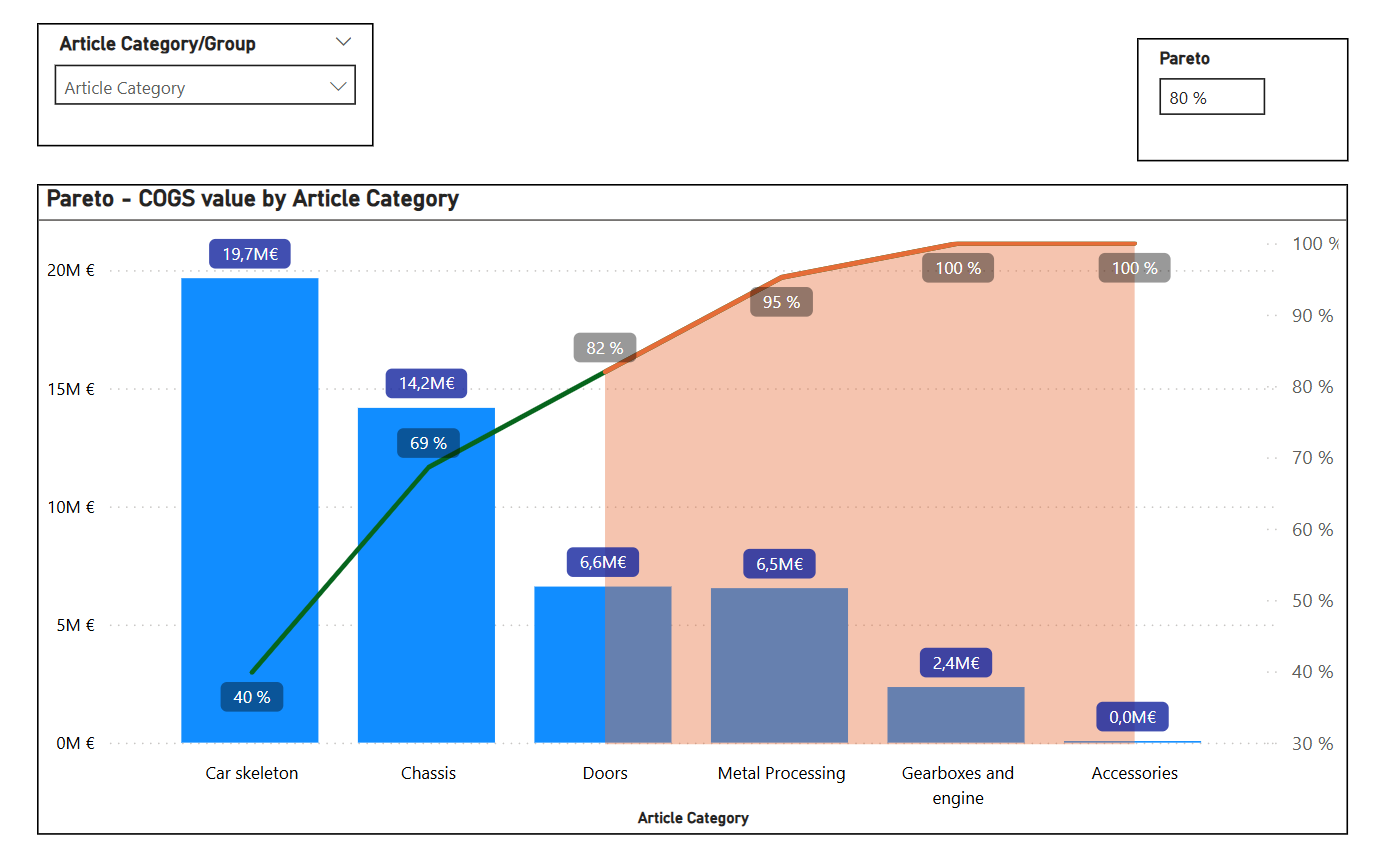 Article Category/Group
Article Category
Pareto
80 %
Pareto - COGS value by Article Category
19,7M€
14,2M€
6,6M€
6,5M€
2,4M€
0,0M€
40 %
69 %
82 %
95 %
100 %
100 %
20M €
15M €
10M €
5M €
0M €
100 %
90 %
80 %
70 %
60 %
50 %
40 %
30 %
Car skeleton
Chassis
Doors
Metal Processing
Gearboxes and
engine
Accessories
Article Category